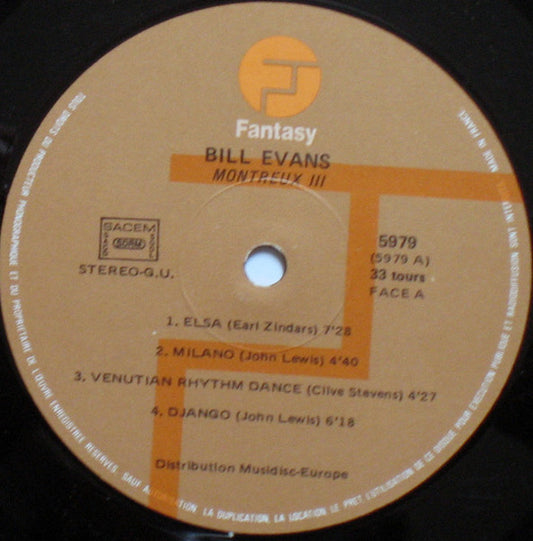 Fantasy
BILL EVANS
MONTREUX III
SACEM
SDRM
STEREO-G.U.
5979
(5979 A)
33 tours
FACE A
1. ELSA (Earl Zindars) 7'28
2. MILANO (John Lewis) 4'40
3. VENUTIAN RHYTHM DANCE (Clive Stevens) 4'27
4. DJANGO (John Lewis) 6'18
Distribution Musidisc-Europe
TOUS DROITS DU PRODUCTEUR PHONOGRAPHIQUE ET DU PROPRIETAIRE DE L'OEUVRE ENREGISTREE RESERVES. SAUF AUTORISATION, LA DUPLICATION, LA LOCATION, LE PRET, L'UTILISATION DE CE DISQUE POUR EXECUTION PUBLIQUE ET RADIODIFFUSION SONT INTERDITS. MADE IN FRANCE